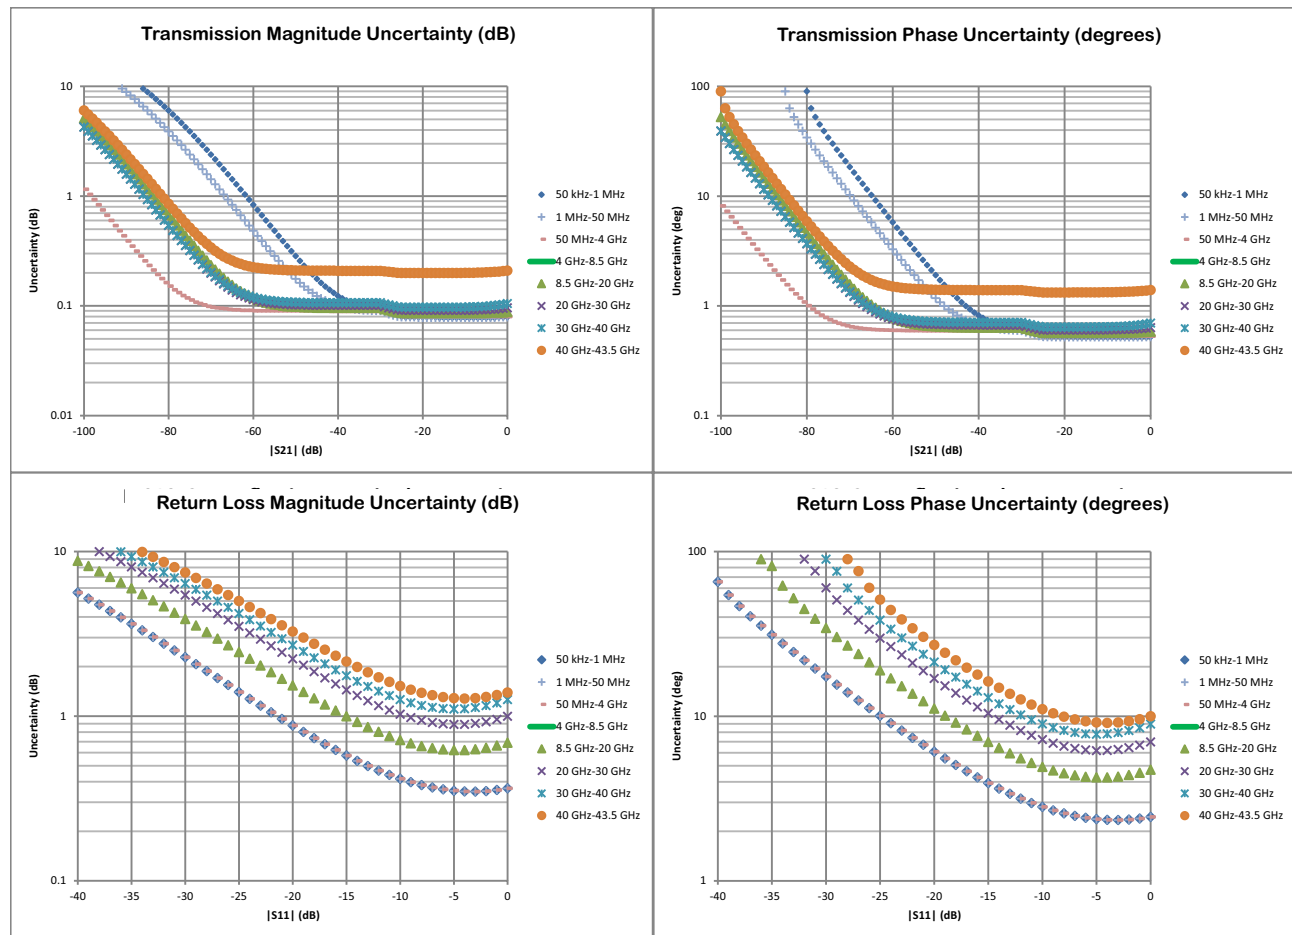 Transmission Magnitude Uncertainty (dB)
10
1
0.1
0.01
Uncertainty (dB)
-100 -80 -60 -40 -20 0
|S21| (dB)
50 kHz-1 MHz
1 MHz-50 MHz
50 MHz-4 GHz
4 GHz-8.5 GHz
8.5 GHz-20 GHz
20 GHz-30 GHz
30 GHz-40 GHz
40 GHz-43.5 GHz
Transmission Phase Uncertainty (degrees)
100
10
1
0.1
Uncertainty (deg)
-100 -80 -60 -40 -20 0
|S21| (dB)
50 kHz-1 MHz
1 MHz-50 MHz
50 MHz-4 GHz
4 GHz-8.5 GHz
8.5 GHz-20 GHz
20 GHz-30 GHz
30 GHz-40 GHz
40 GHz-43.5 GHz
Return Loss Magnitude Uncertainty (dB)
10
1
0.1
Uncertainty (dB)
-40 -35 -30 -25 -20 -15 -10 -5 0
|S11| (dB)
50 kHz-1 MHz
1 MHz-50 MHz
50 MHz-4 GHz
4 GHz-8.5 GHz
8.5 GHz-20 GHz
20 GHz-30 GHz
30 GHz-40 GHz
40 GHz-43.5 GHz
Return Loss Phase Uncertainty (degrees)
100
10
1
Uncertainty (deg)
-40 -35 -30 -25 -20 -15 -10 -5 0
|S11| (dB)
50 kHz-1 MHz
1 MHz-50 MHz
50 MHz-4 GHz
4 GHz-8.5 GHz
8.5 GHz-20 GHz
20 GHz-30 GHz
30 GHz-40 GHz
40 GHz-43.5 GHz